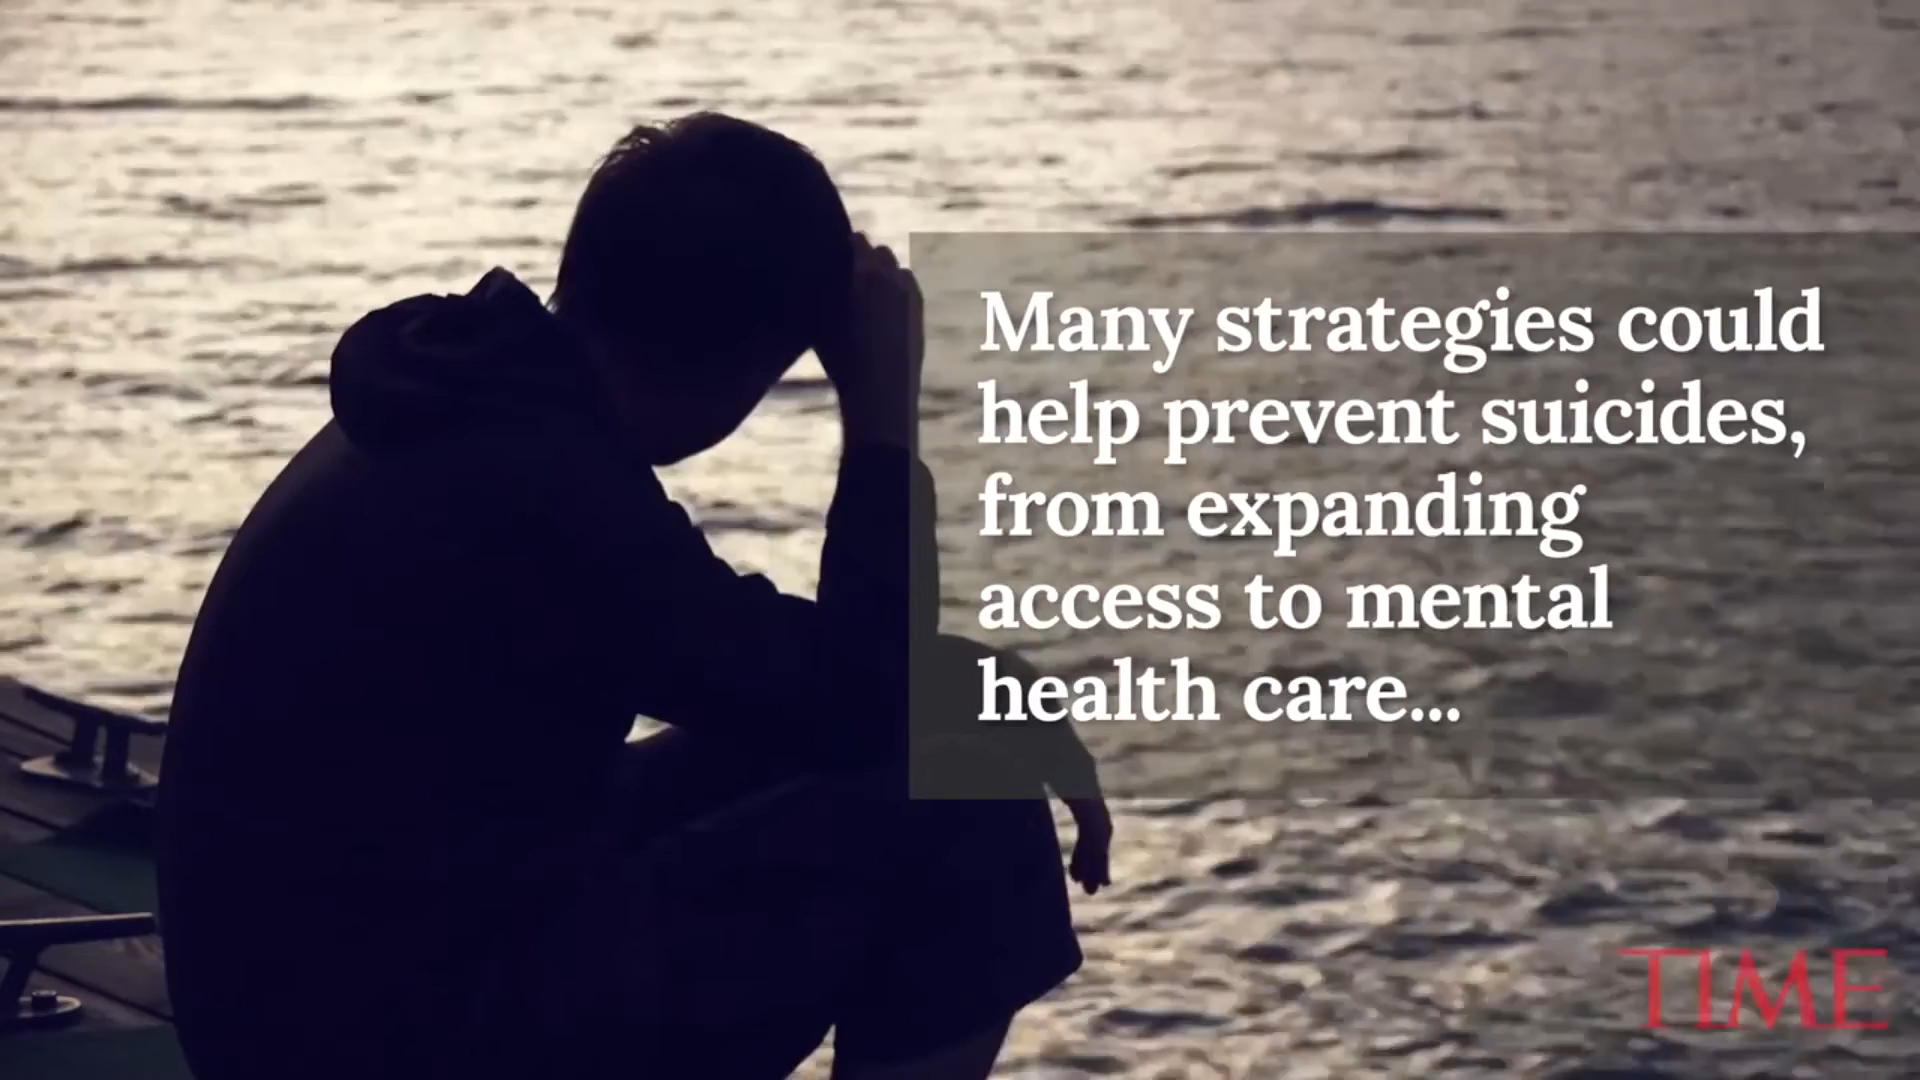 Many strategies could
help prevent suicides,
from expanding
access to mental
health care...
TIME